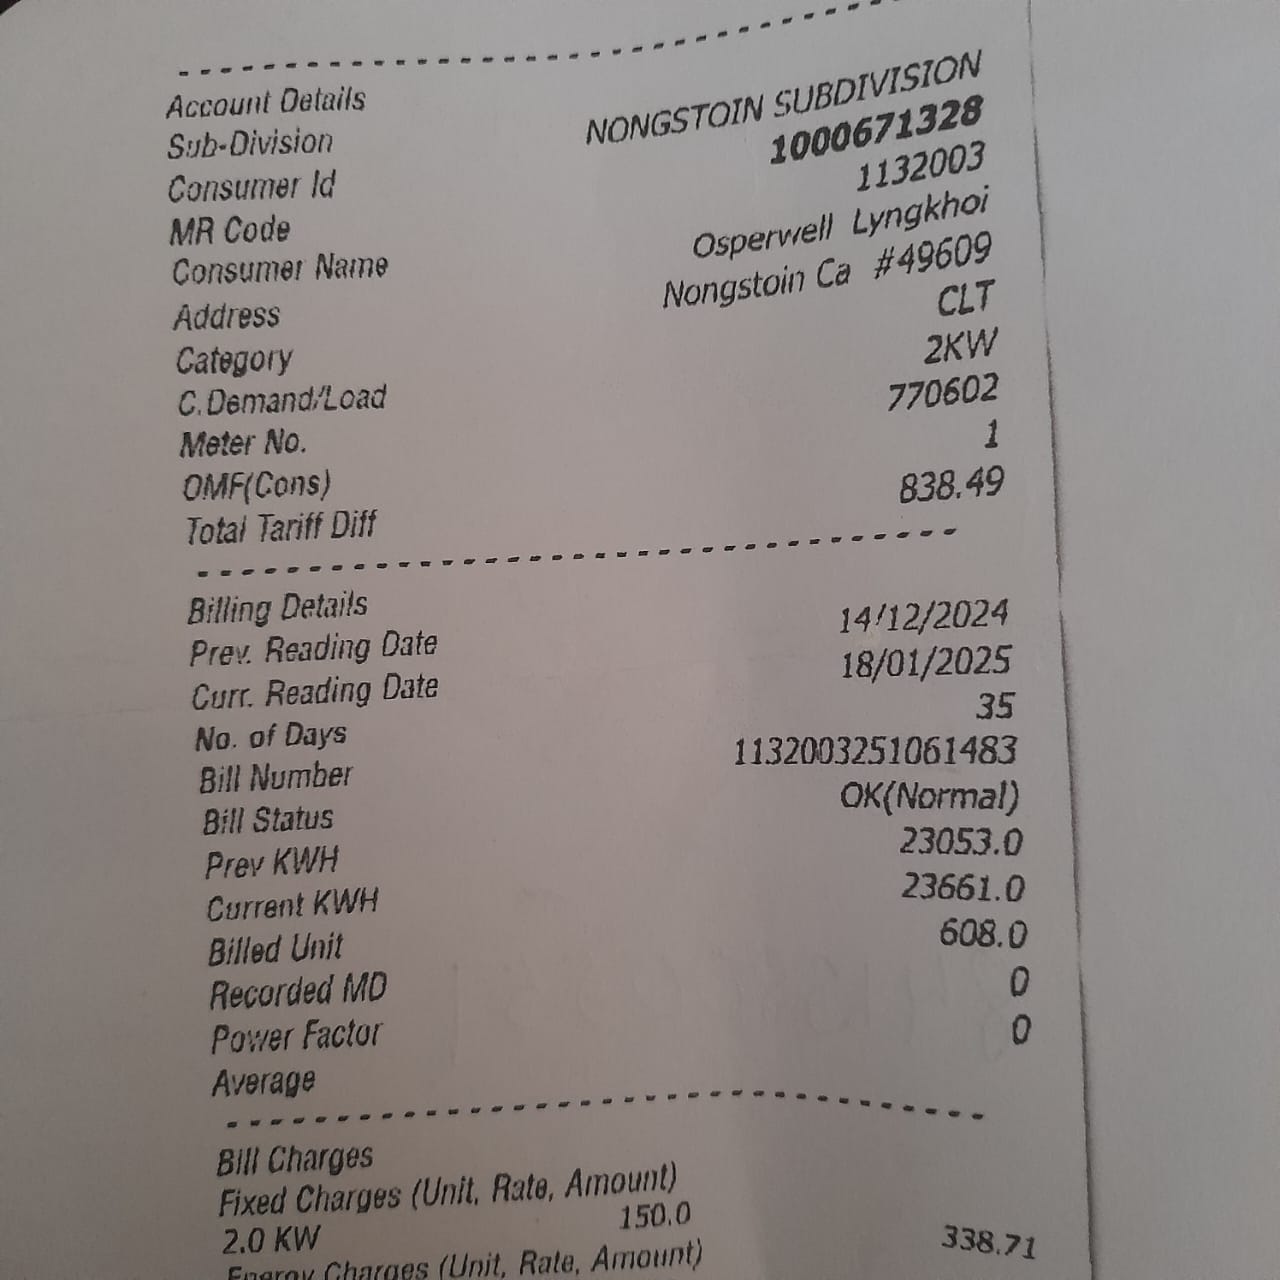 Account Details
Sub-Division NONGSTOIN SUBDIVISION
Consumer Id 1000671328
MR Code 1132003
Consumer Name Osperwell Lyngkhoi
Address Nongstoin Ca #49609
Category CLT
C.Demand/Load 2KW
Meter No. 770602
OMF(Cons) 1
Total Tariff Diff 838.49
Billing Details
Prev. Reading Date 14/12/2024
Curr. Reading Date 18/01/2025
No. of Days 35
Bill Number 1132003251061483
Bill Status OK(Normal)
Prev KWH 23053.0
Current KWH 23661.0
Billed Unit 608.0
Recorded MD 0
Power Factor 0
Average
Bill Charges
Fixed Charges (Unit, Rate, Amount)
2.0 KW 150.0 338.71
Energy Charges (Unit, Rate, Amount)